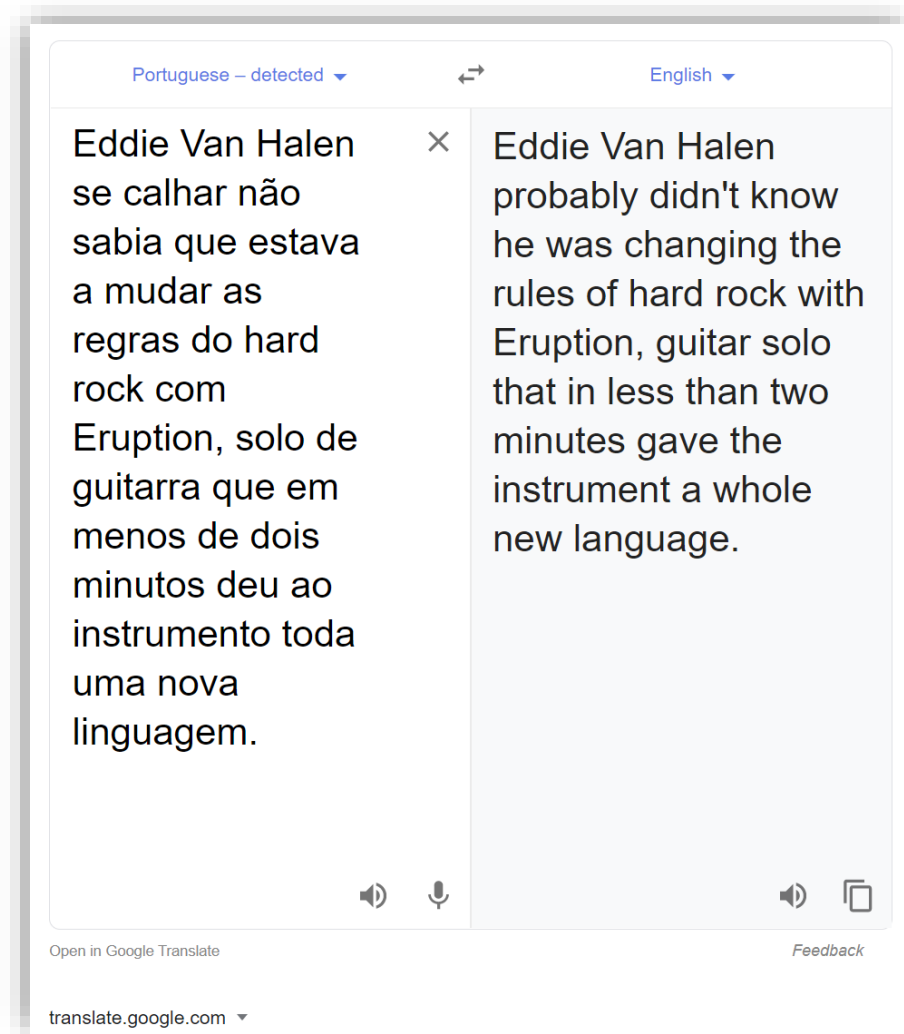 Portuguese – detected
English
Eddie Van Halen
se calhar não
sabia que estava
a mudar as
regras do hard
rock com
Eruption, solo de
guitarra que em
menos de dois
minutos deu ao
instrumento toda
uma nova
linguagem.
Eddie Van Halen
probably didn't know
he was changing the
rules of hard rock with
Eruption, guitar solo
that in less than two
minutes gave the
instrument a whole
new language.
Open in Google Translate
Feedback
translate.google.com